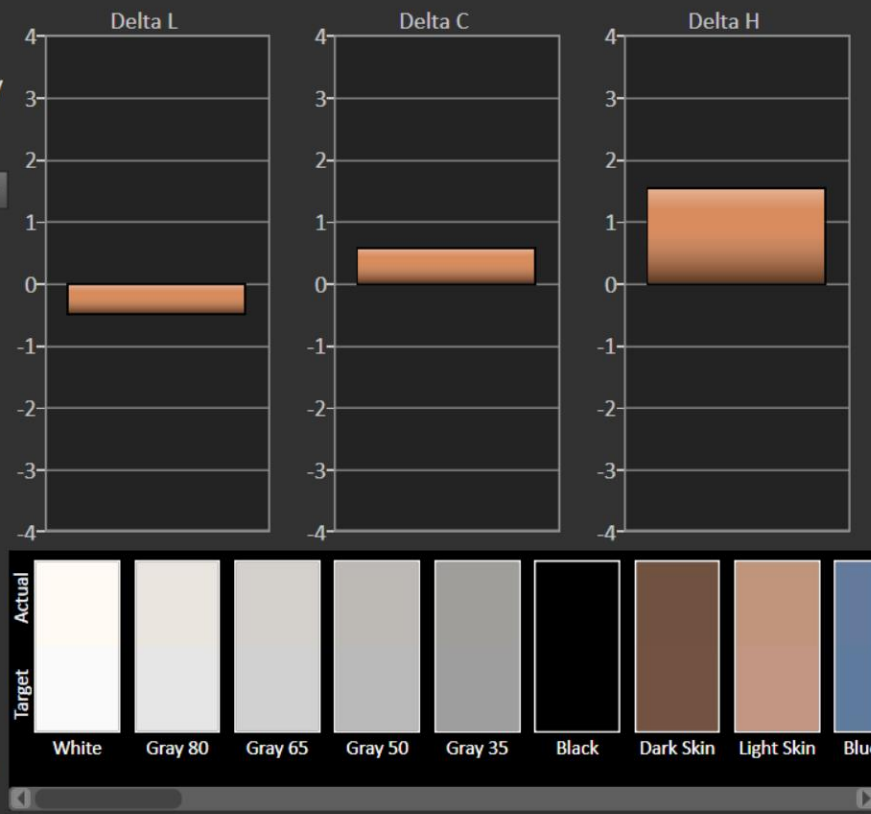 Delta L
Delta C
Delta H
4 4 4
3 3 3
2 2 2
1 1 1
0 0 0
-1 -1 -1
-2 -2 -2
-3 -3 -3
-4 -4 -4
Actual
Target
White Gray 80 Gray 65 Gray 50 Gray 35 Black Dark Skin Light Skin